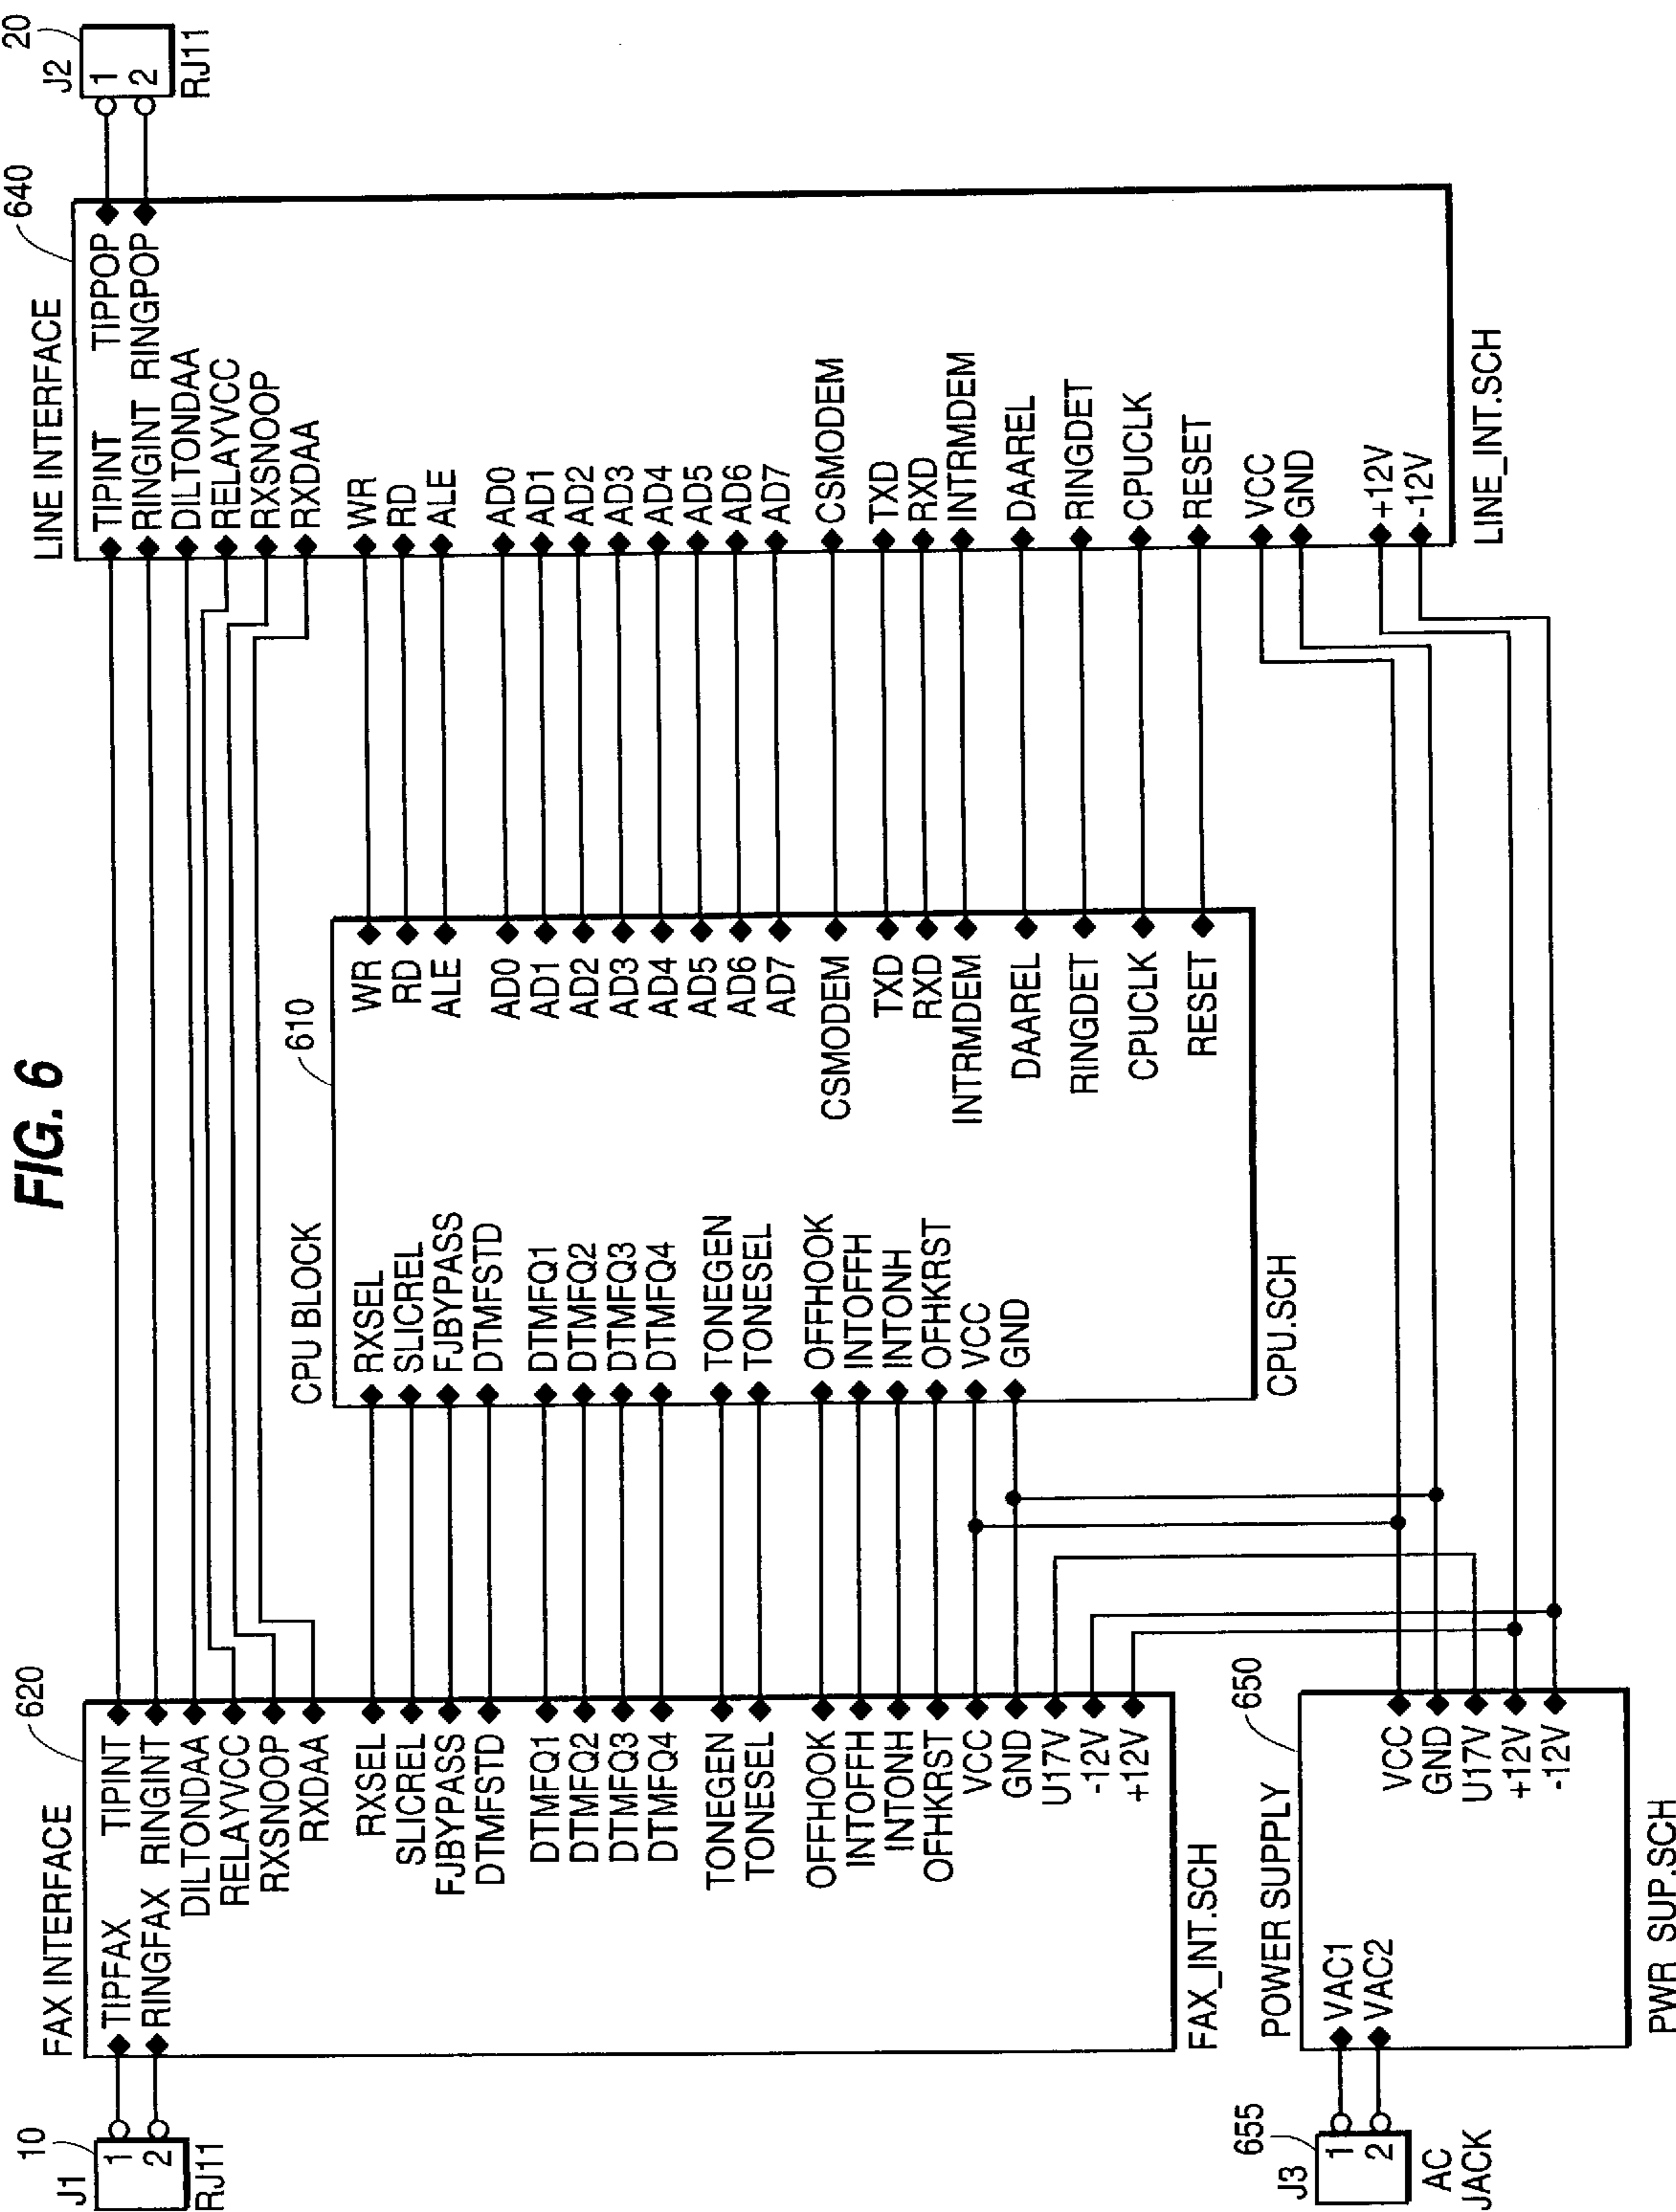 FIG. 6
FAX INTERFACE
620
10
J1
1
2
RJ11
TIPFAX TIPINT
RINGFAX RINGINT
DILTONDAA
RELAYVCC
RXSNOOP
RXDAA
RXSEL
SLICREL
FJBYPASS
DTMFSTD
DTMFQ1
DTMFQ2
DTMFQ3
DTMFQ4
TONEGEN
TONESEL
OFFHOOK
INTOFFH
INTONH
OFHKRST
VCC
GND
U17V
-12V
+12V
FAX_INT.SCH
CPU BLOCK
610
RXSEL
SLICREL
FJBYPASS
DTMFSTD
DTMFQ1
DTMFQ2
DTMFQ3
DTMFQ4
TONEGEN
TONESEL
OFFHOOK
INTOFFH
INTONH
OFHKRST
VCC
GND
WR
RD
ALE
AD0
AD1
AD2
AD3
AD4
AD5
AD6
AD7
CSMODEM
TXD
RXD
INTRMDEM
DAAREL
RINGDET
CPUCLK
RESET
CPU.SCH
LINE INTERFACE
640
TIPINT TIPPOP
RINGINT RINGPOP
DILTONDAA
RELAYVCC
RXSNOOP
RXDAA
WR
RD
ALE
AD0
AD1
AD2
AD3
AD4
AD5
AD6
AD7
CSMODEM
TXD
RXD
INTRMDEM
DAAREL
RINGDET
CPUCLK
RESET
VCC
GND
+12V
-12V
LINE_INT.SCH
20
J2
1
2
RJ11
POWER SUPPLY
650
655
J3
1
2
AC
JACK
VAC1
VAC2
VCC
GND
U17V
+12V
-12V
PWR_SUP.SCH